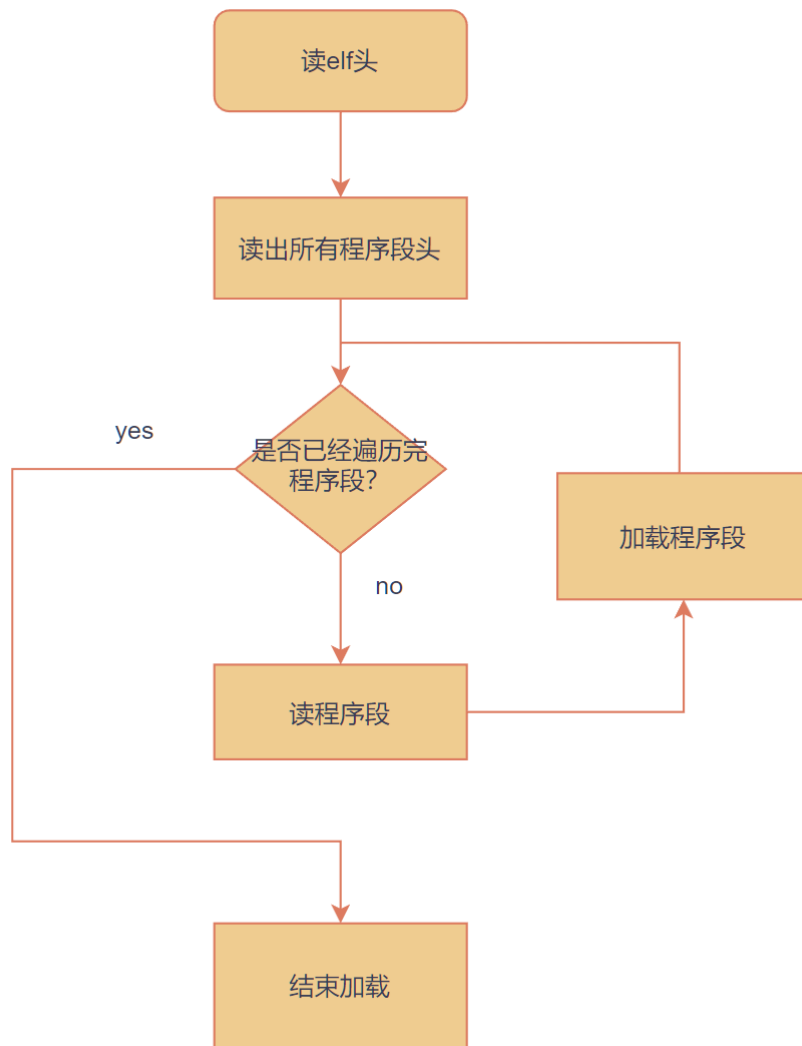 读elf头
读出所有程序段头
yes
是否已经遍历完
程序段？
加载程序段
no
读程序段
结束加载